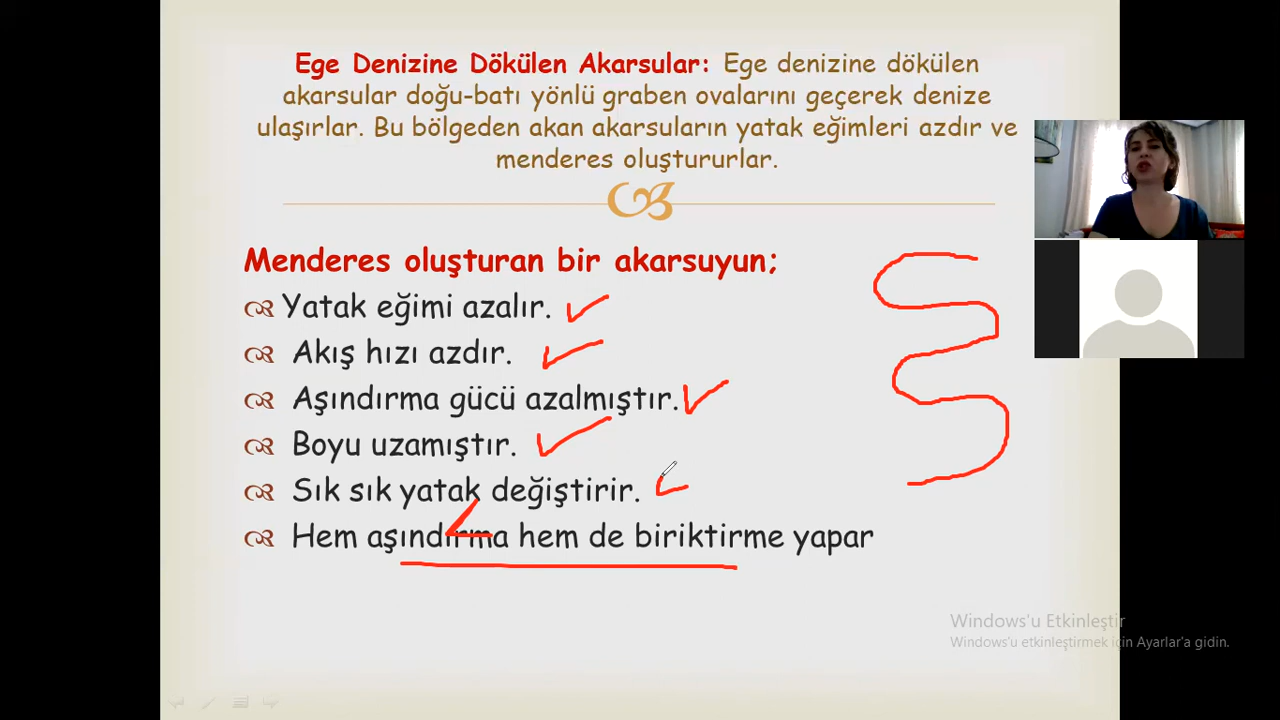 Ege Denizine Dökülen Akarsular: Ege denizine dökülen
akarsular doğu-batı yönlü graben ovalarını geçerek denize
ulaşırlar. Bu bölgeden akan akarsuların yatak eğimleri azdır ve
menderes oluştururlar.
Menderes oluşturan bir akarsuyun;
Yatak eğimi azalır.
Akış hızı azdır.
Aşındırma gücü azalmıştır.
Boyu uzamıştır.
Sık sık yatak değiştirir.
Hem aşındırma hem de biriktirme yapar
Windows'u Etkinleştir
Windows'u etkinleştirmek için Ayarlar'a gidin.